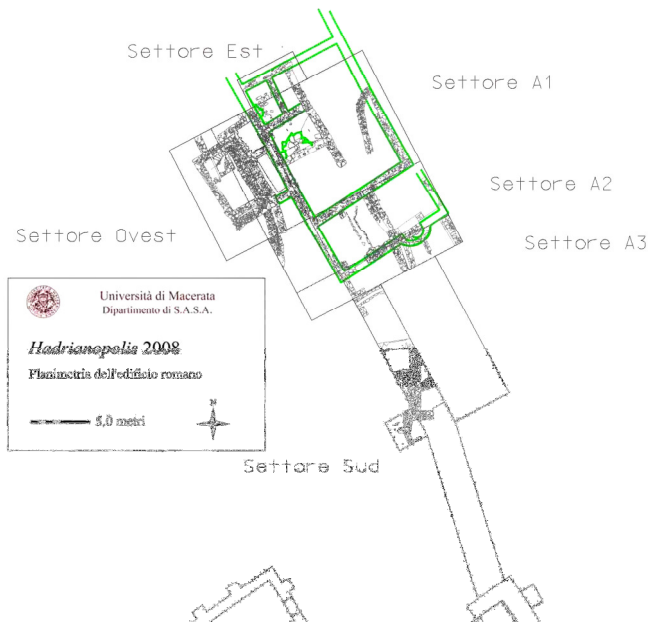 Settore Est
Settore A1
Settore A2
Settore Ovest
Settore A3
Università di Macerata
Dipartimento di S.A.S.A.
Hadrianopolis 2008
Planimetria dell'edificio romano
N
5,0 metri
Settore Sud